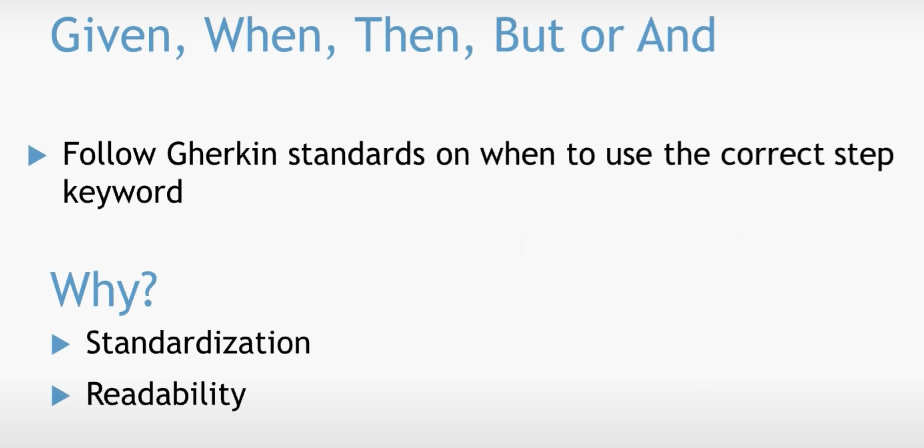 Given, When, Then, But or And
Follow Gherkin standards on when to use the correct step
keyword
Why?
Standardization
Readability